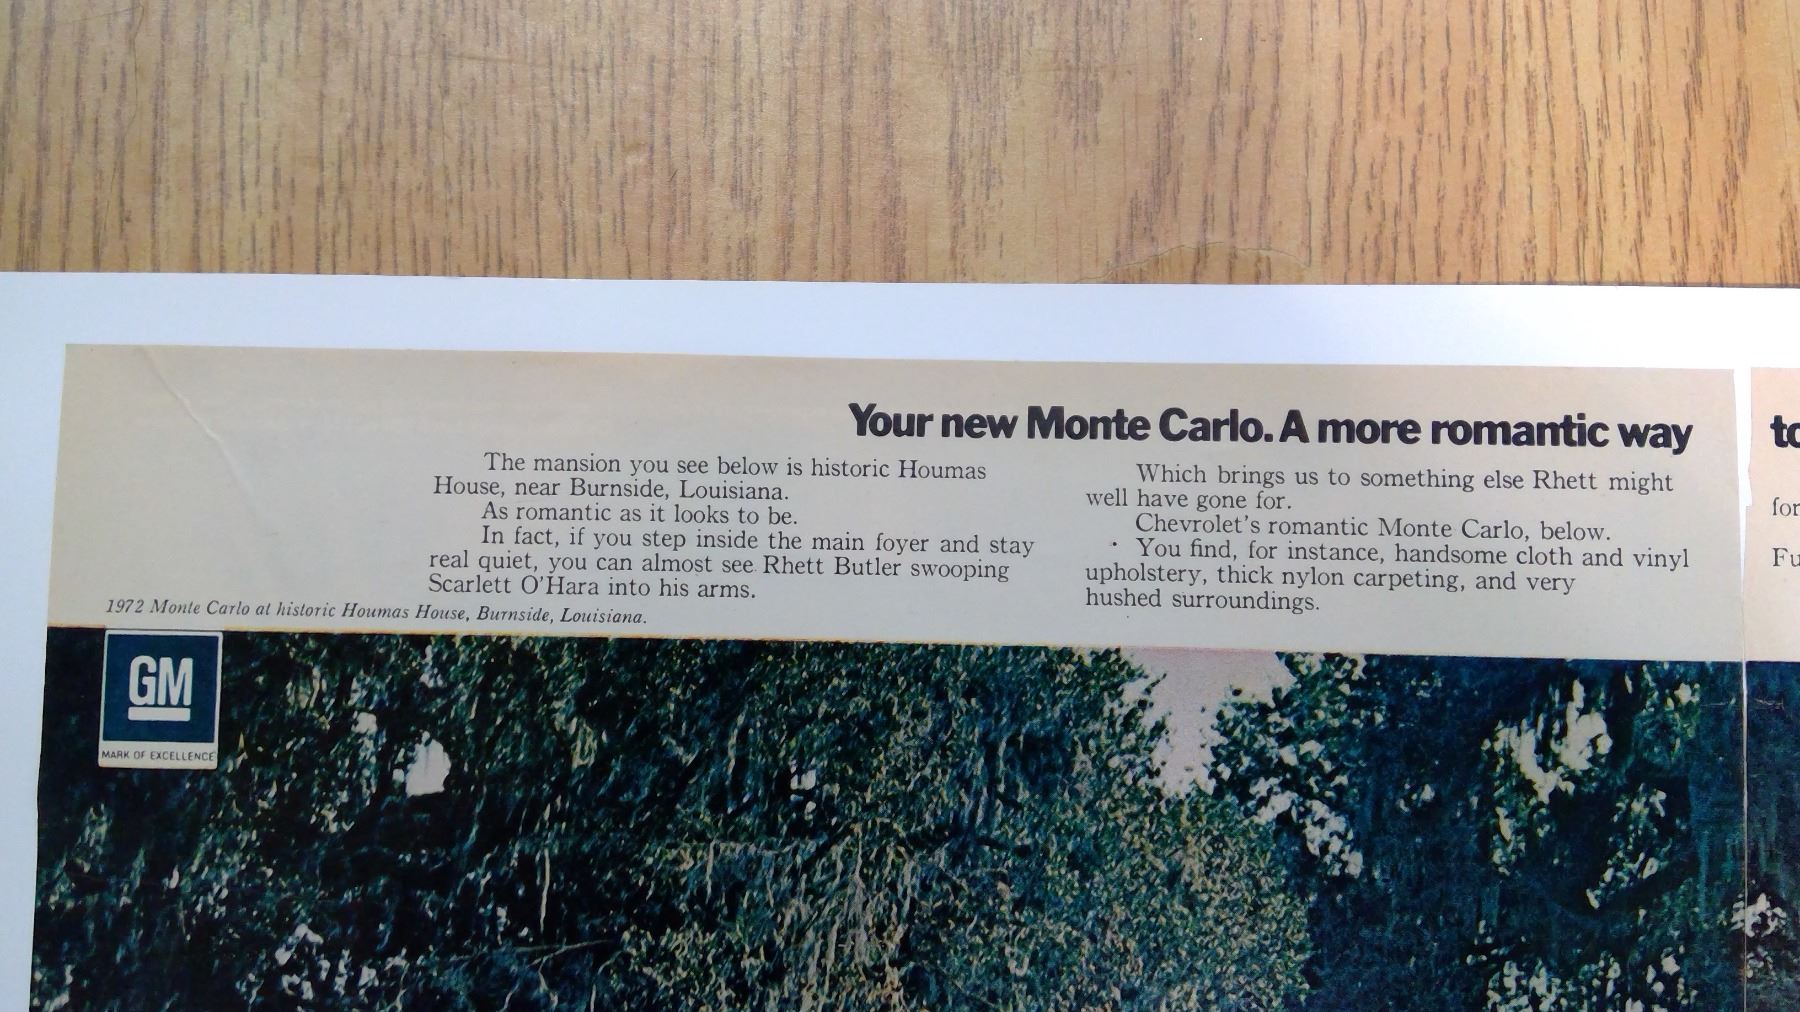 Your new Monte Carlo. A more romantic way
The mansion you see below is historic Houmas
House, near Burnside, Louisiana.
As romantic as it looks to be.
In fact, if you step inside the main foyer and stay
real quiet, you can almost see Rhett Butler swooping
Scarlett O'Hara into his arms.
1972 Monte Carlo at historic Houmas House, Burnside, Louisiana.
Which brings us to something else Rhett might
well have gone for.
Chevrolet's romantic Monte Carlo, below.
You find, for instance, handsome cloth and vinyl
upholstery, thick nylon carpeting, and very
hushed surroundings.
GM
MARK OF EXCELLENCE